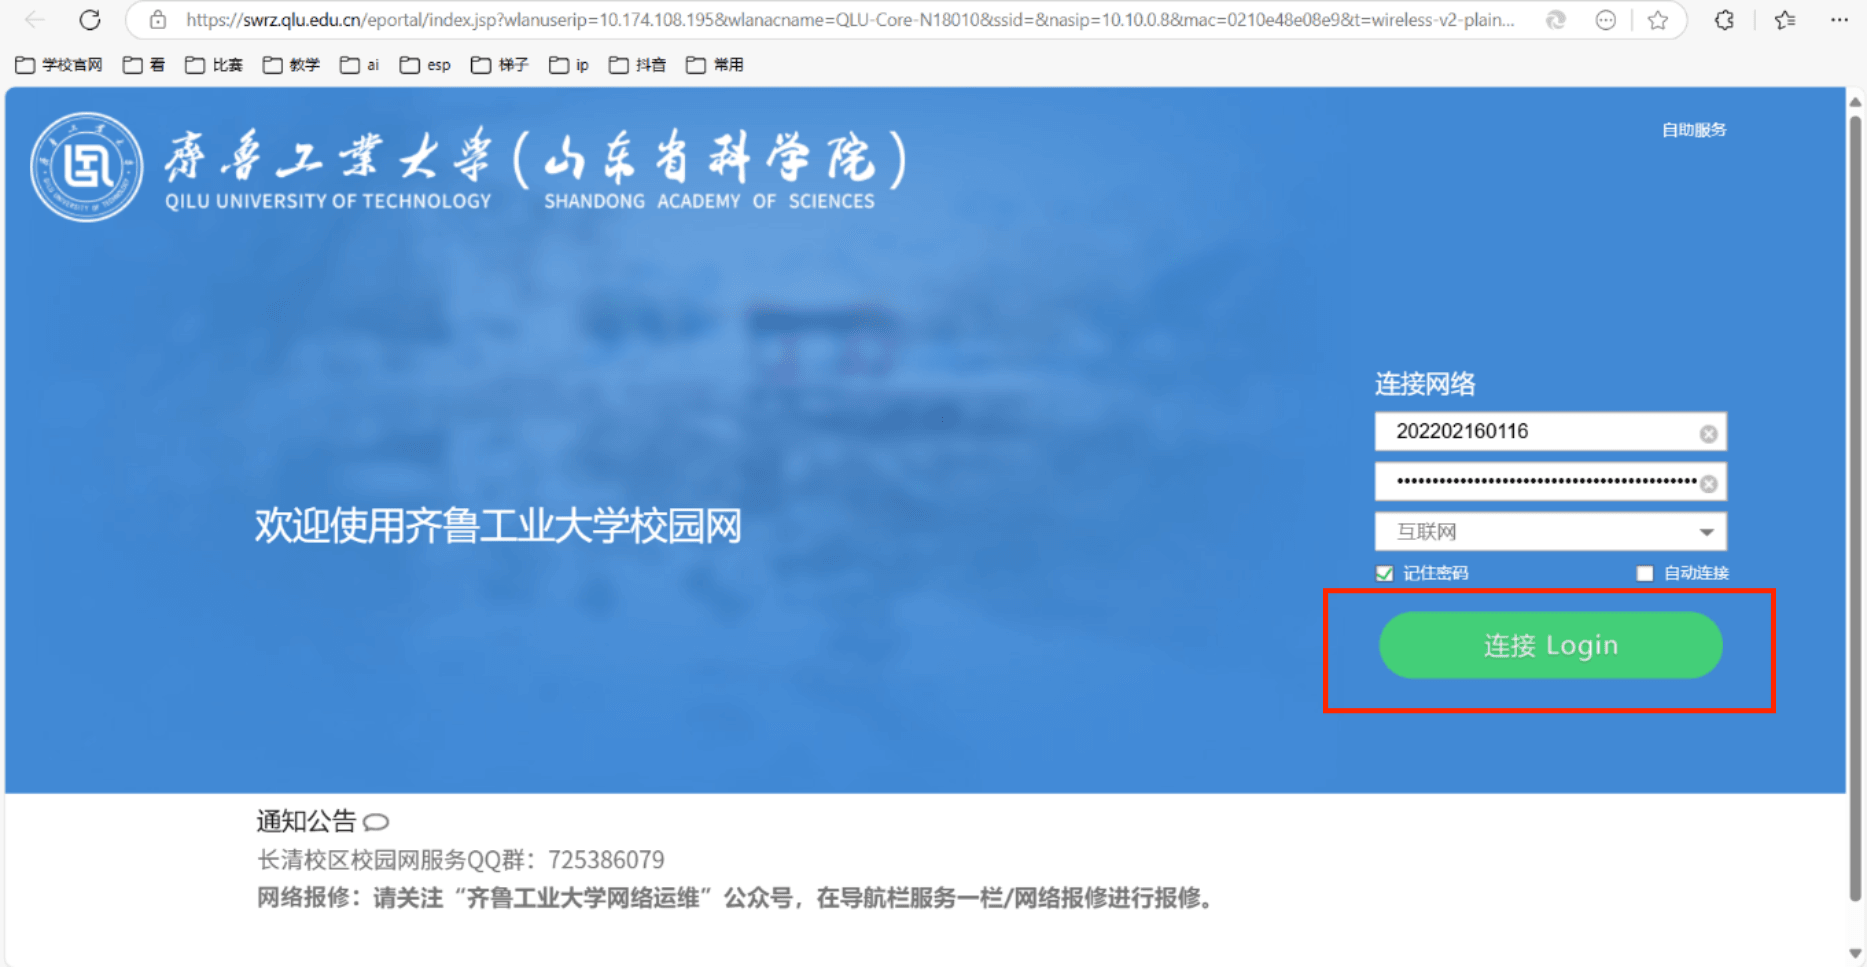 https://swrz.qlu.edu.cn/eportal/index.jsp?wlanuserip=10.174.108.195&wlanacname=QLU-Core-N18010&ssid=&nasip=10.10.0.8&mac=0210e48e08e9&t=wireless-v2-plain...
学校官网 看 比赛 教学 ai esp 梯子 ip 抖音 常用
自助服务
齐鲁工业大学(山东省科学院)
QILU UNIVERSITY OF TECHNOLOGY SHANDONG ACADEMY OF SCIENCES
连接网络
202202160116
互联网
记住密码 自动连接
连接 Login
欢迎使用齐鲁工业大学校园网
通知公告
长清校区校园网服务QQ群：725386079
网络报修：请关注“齐鲁工业大学网络运维”公众号，在导航栏服务一栏/网络报修进行报修。